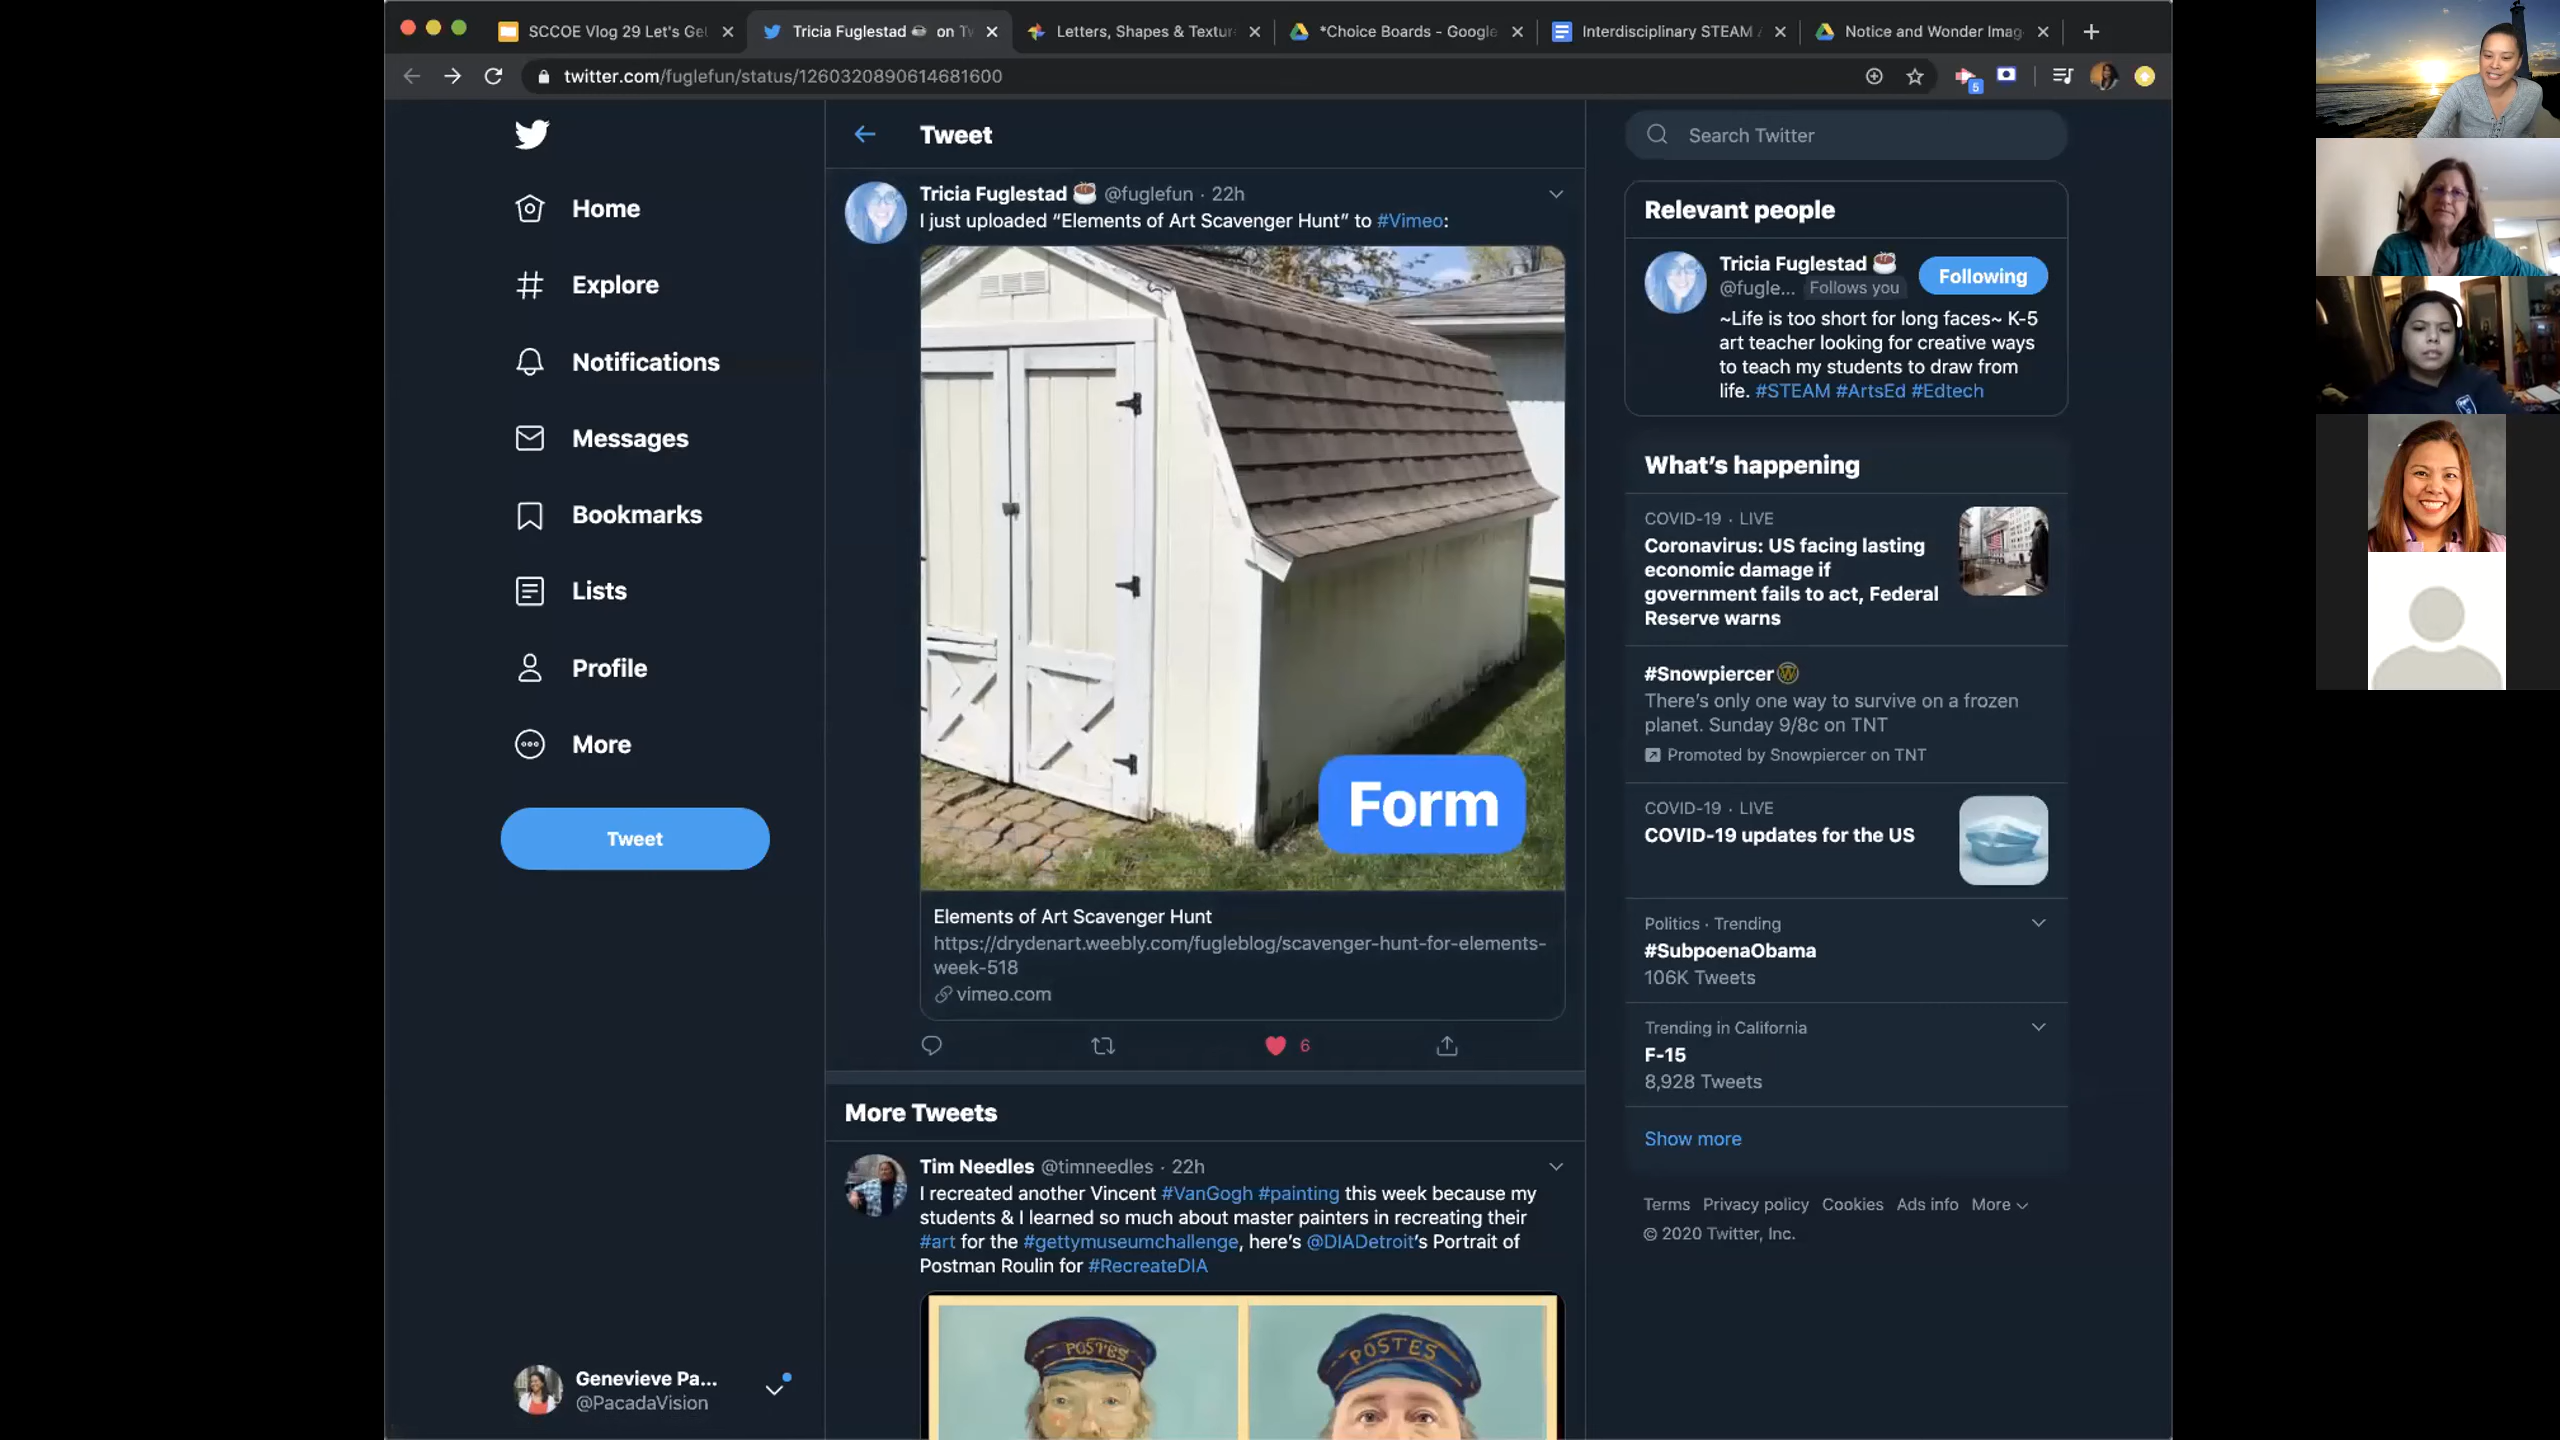 SCCOE Vlog 29 Let's Ge
Tricia Fuglestad ☕ on Tw
Letters, Shapes & Textur
*Choice Boards - Google
Interdisciplinary STEAM
Notice and Wonder Imag
twitter.com/fuglefun/status/1260320890614681600
5
Home
Explore
Notifications
Messages
Bookmarks
Lists
Profile
More
Tweet
Genevieve Pa...
@PacadaVision
Tweet
Tricia Fuglestad ☕ @fuglefun · 22h
I just uploaded “Elements of Art Scavenger Hunt” to #Vimeo:
Form
Elements of Art Scavenger Hunt
https://drydenart.weebly.com/fugleblog/scavenger-hunt-for-elements-
week-518
vimeo.com
6
More Tweets
Tim Needles @timneedles · 22h
I recreated another Vincent #VanGogh #painting this week because my
students & I learned so much about master painters in recreating their
#art for the #gettymuseumchallenge, here’s @DIADetroit’s Portrait of
Postman Roulin for #RecreateDIA
POSTES
POSTES
Search Twitter
Relevant people
Tricia Fuglestad ☕
@fugle... Follows you
Following
~Life is too short for long faces~ K-5
art teacher looking for creative ways
to teach my students to draw from
life. #STEAM #ArtsEd #Edtech
What’s happening
COVID-19 · LIVE
Coronavirus: US facing lasting
economic damage if
government fails to act, Federal
Reserve warns
#Snowpiercer
There’s only one way to survive on a frozen
planet. Sunday 9/8c on TNT
Promoted by Snowpiercer on TNT
COVID-19 · LIVE
COVID-19 updates for the US
Politics · Trending
#SubpoenaObama
106K Tweets
Trending in California
F-15
8,928 Tweets
Show more
Terms Privacy policy Cookies Ads info More
© 2020 Twitter, Inc.